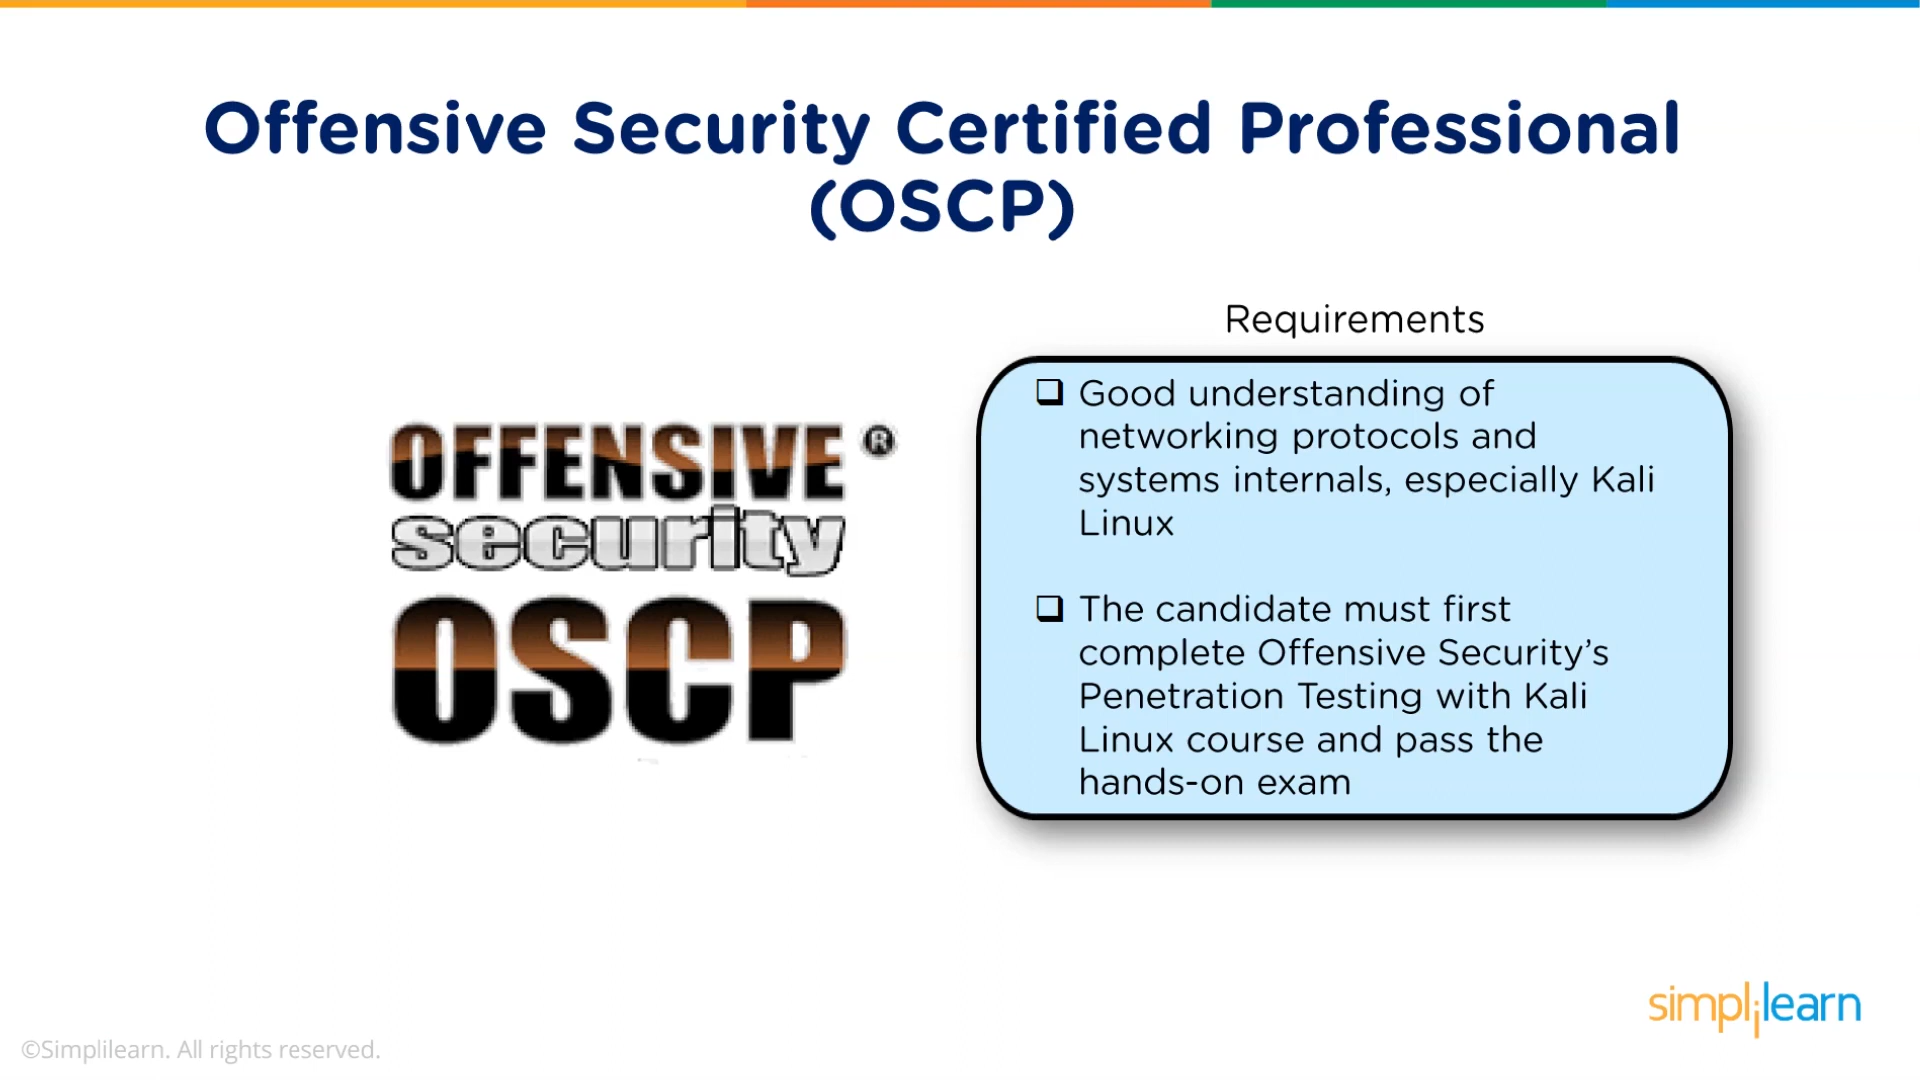 Offensive Security Certified Professional
(OSCP)
Requirements
OFFENSIVE ®
security
OSCP
Good understanding of
networking protocols and
systems internals, especially Kali
Linux
The candidate must first
complete Offensive Security’s
Penetration Testing with Kali
Linux course and pass the
hands-on exam
simplilearn
©Simplilearn. All rights reserved.